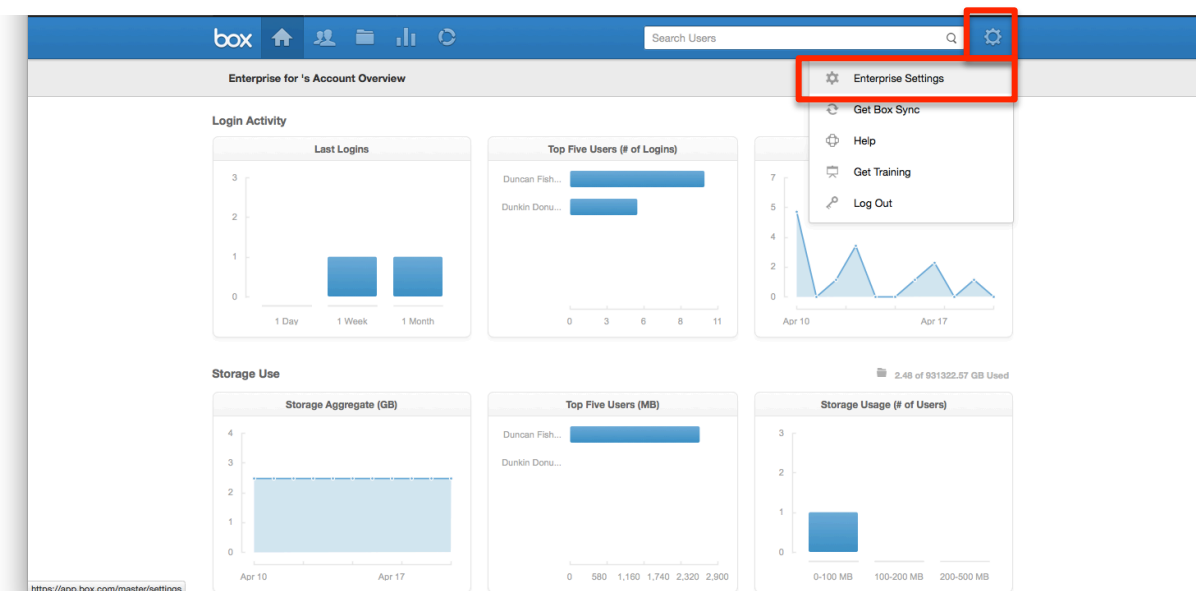 box
Search Users
Enterprise for 's Account Overview
Enterprise Settings
Get Box Sync
Help
Get Training
Log Out
Login Activity
Last Logins
3
2
1
0
1 Day 1 Week 1 Month
Top Five Users (# of Logins)
Duncan Fish...
Dunkin Donu...
0 3 6 8 11
7
5
4
2
0
Apr 10 Apr 17
Storage Use
2.48 of 931322.57 GB Used
Storage Aggregate (GB)
4
3
2
1
0
Apr 10 Apr 17
Top Five Users (MB)
Duncan Fish...
Dunkin Donu...
0 580 1,160 1,740 2,320 2,900
Storage Usage (# of Users)
3
2
1
0
0-100 MB 100-200 MB 200-500 MB
https://app.box.com/master/settings